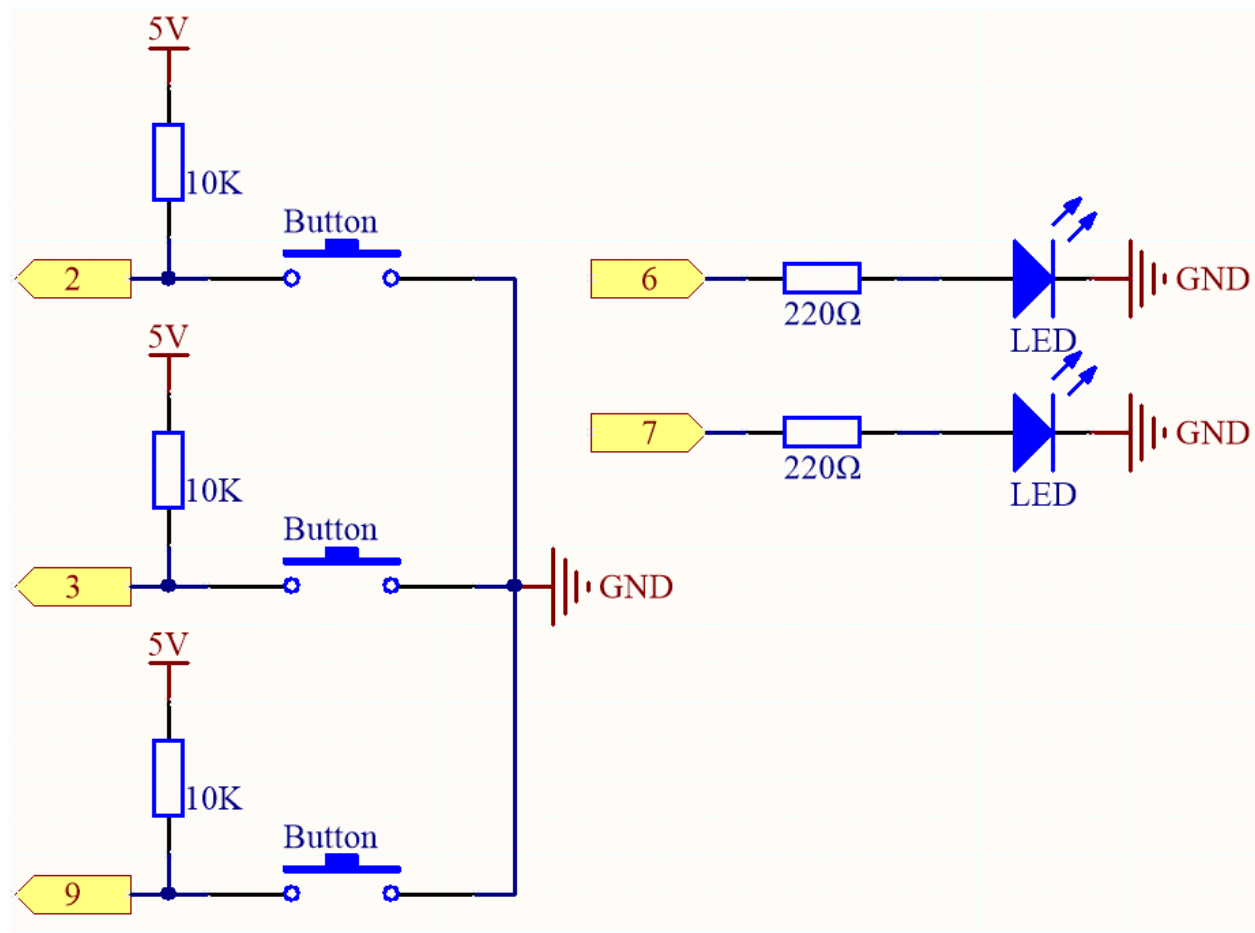 5V
10K
Button
2
6
220Ω
LED
GND
5V
10K
Button
3
GND
7
220Ω
LED
GND
5V
10K
Button
9